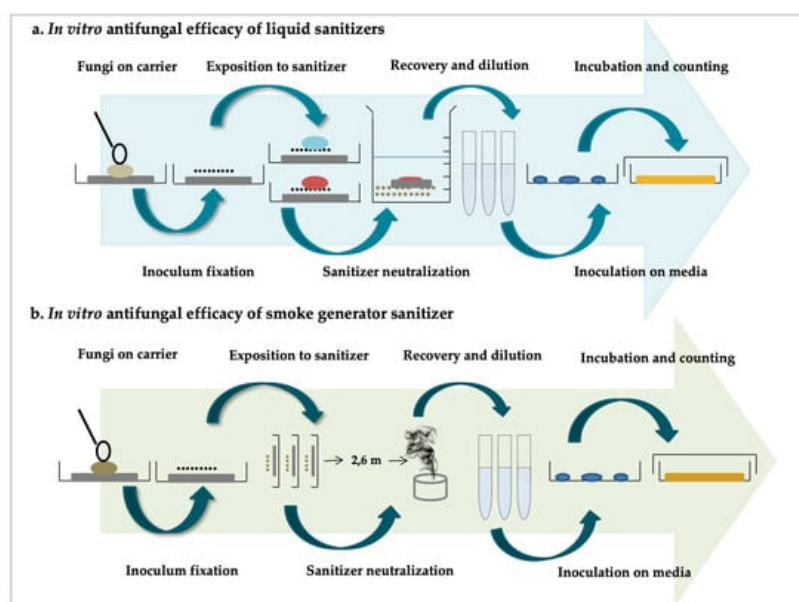 a. In vitro antifungal efficacy of liquid sanitizers
Fungi on carrier Exposition to sanitizer Recovery and dilution Incubation and counting
Inoculum fixation Sanitizer neutralization Inoculation on media
b. In vitro antifungal efficacy of smoke generator sanitizer
Fungi on carrier Exposition to sanitizer Recovery and dilution Incubation and counting
2,6 m
Inoculum fixation Sanitizer neutralization Inoculation on media